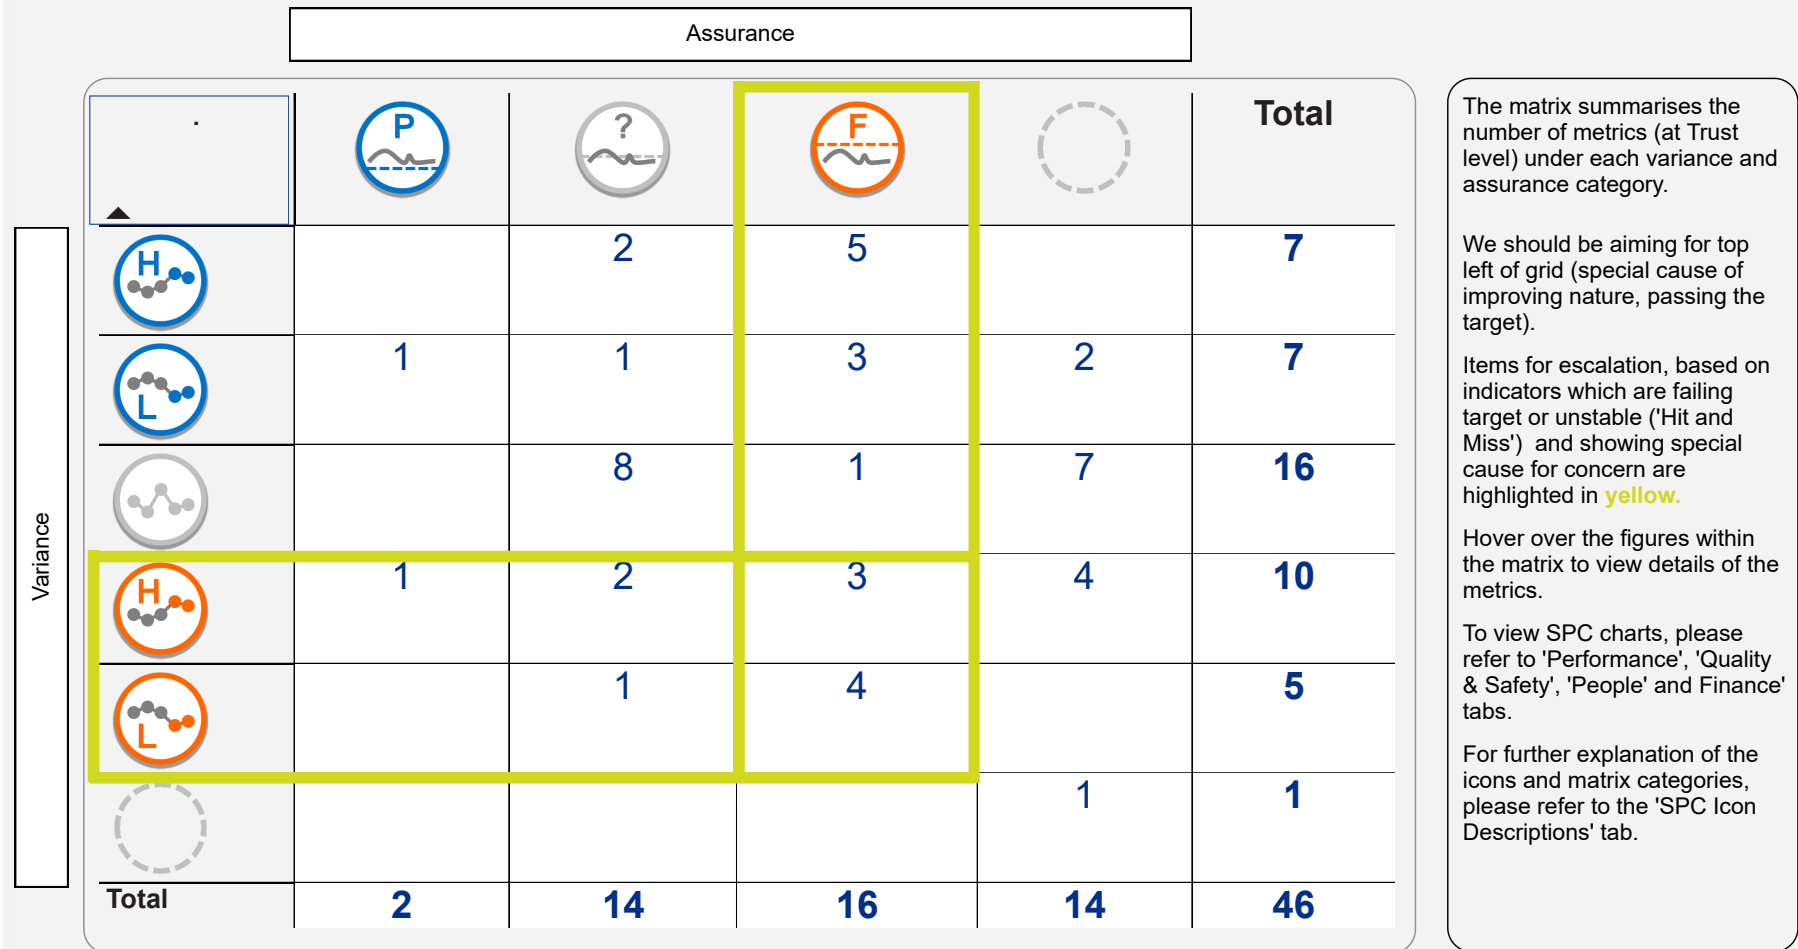 Assurance
.
P
?
F
Total
H
2
5
7
L
1
1
3
2
7
8
1
7
16
H
1
2
3
4
10
L
1
4
5
1
1
Total
2
14
16
14
46
Variance
The matrix summarises the
number of metrics (at Trust
level) under each variance and
assurance category.
We should be aiming for top
left of grid (special cause of
improving nature, passing the
target).
Items for escalation, based on
indicators which are failing
target or unstable ('Hit and
Miss')  and showing special
cause for concern are
highlighted in yellow.
Hover over the figures within
the matrix to view details of the
metrics.
To view SPC charts, please
refer to 'Performance', 'Quality
& Safety', 'People' and Finance'
tabs.
For further explanation of the
icons and matrix categories,
please refer to the 'SPC Icon
Descriptions' tab.